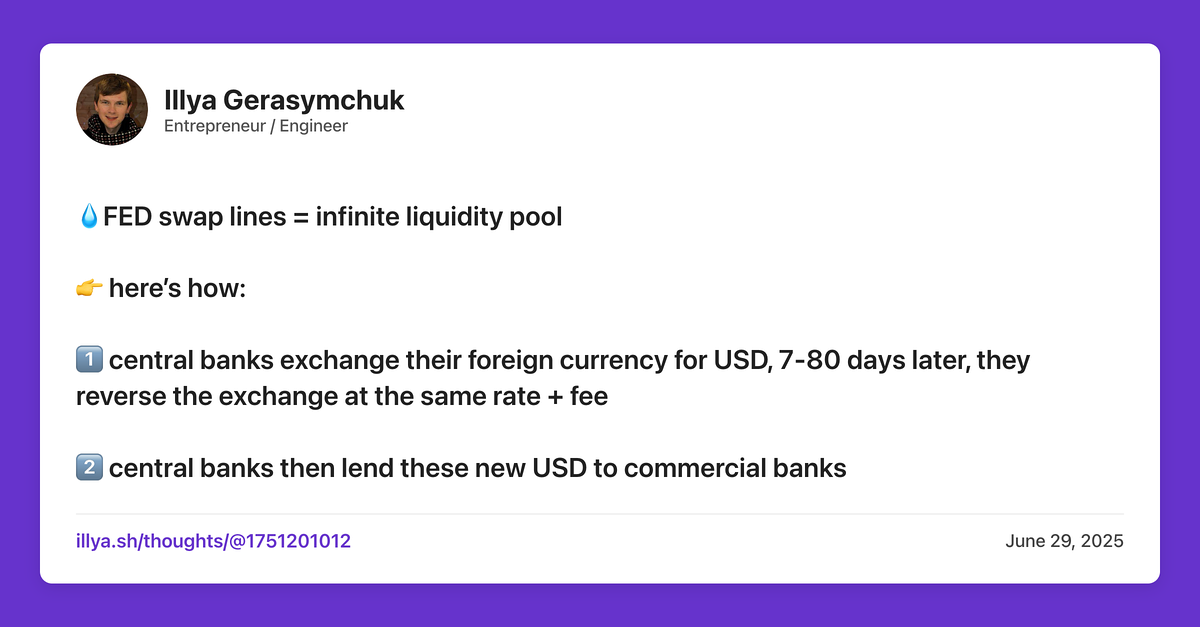 Illya Gerasymchuk
Entrepreneur / Engineer
💧FED swap lines = infinite liquidity pool
👉 here’s how:
1️⃣ central banks exchange their foreign currency for USD, 7-80 days later, they
reverse the exchange at the same rate + fee
2️⃣ central banks then lend these new USD to commercial banks
illya.sh/thoughts/@1751201012
June 29, 2025